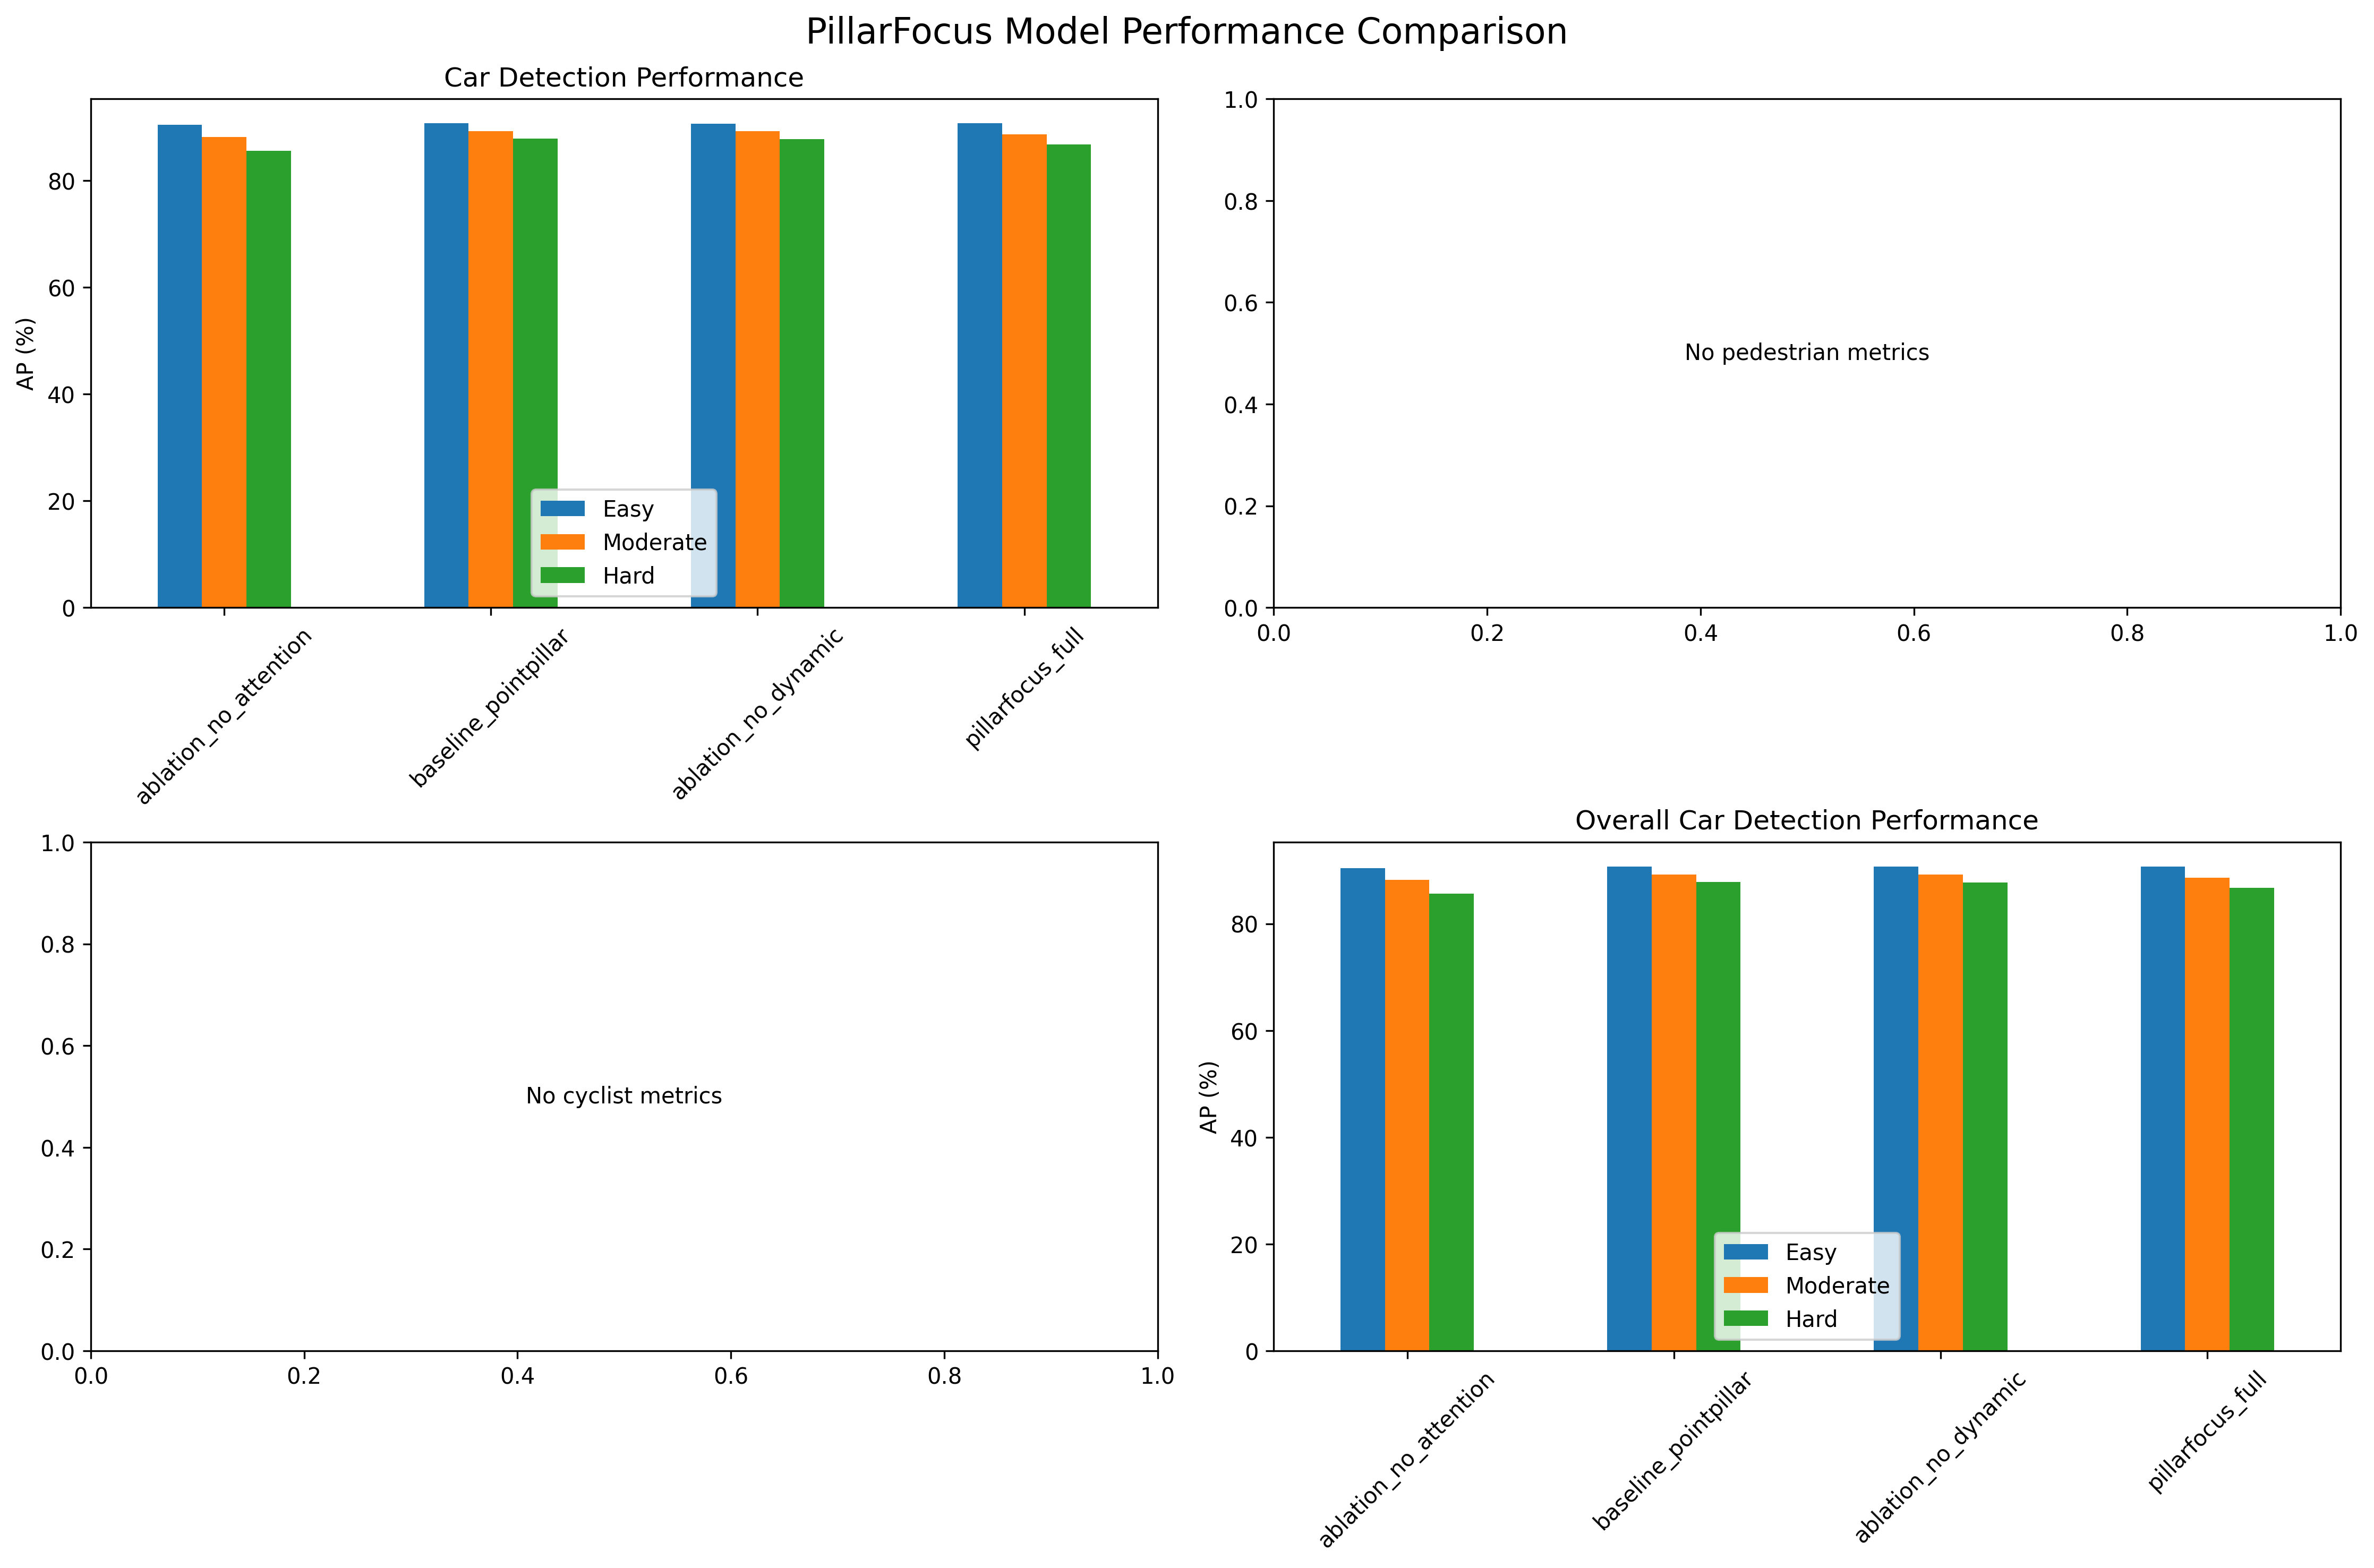 PillarFocus Model Performance Comparison
Car Detection Performance
AP (%)
80
60
40
20
0
Easy
Moderate
Hard
ablation_no_attention
baseline_pointpillar
ablation_no_dynamic
pillarfocus_full
1.0
0.8
0.6
0.4
0.2
0.0
No pedestrian metrics
0.0 0.2 0.4 0.6 0.8 1.0
1.0
0.8
0.6
0.4
0.2
0.0
No cyclist metrics
0.0 0.2 0.4 0.6 0.8 1.0
Overall Car Detection Performance
AP (%)
80
60
40
20
0
Easy
Moderate
Hard
ablation_no_attention
baseline_pointpillar
ablation_no_dynamic
pillarfocus_full